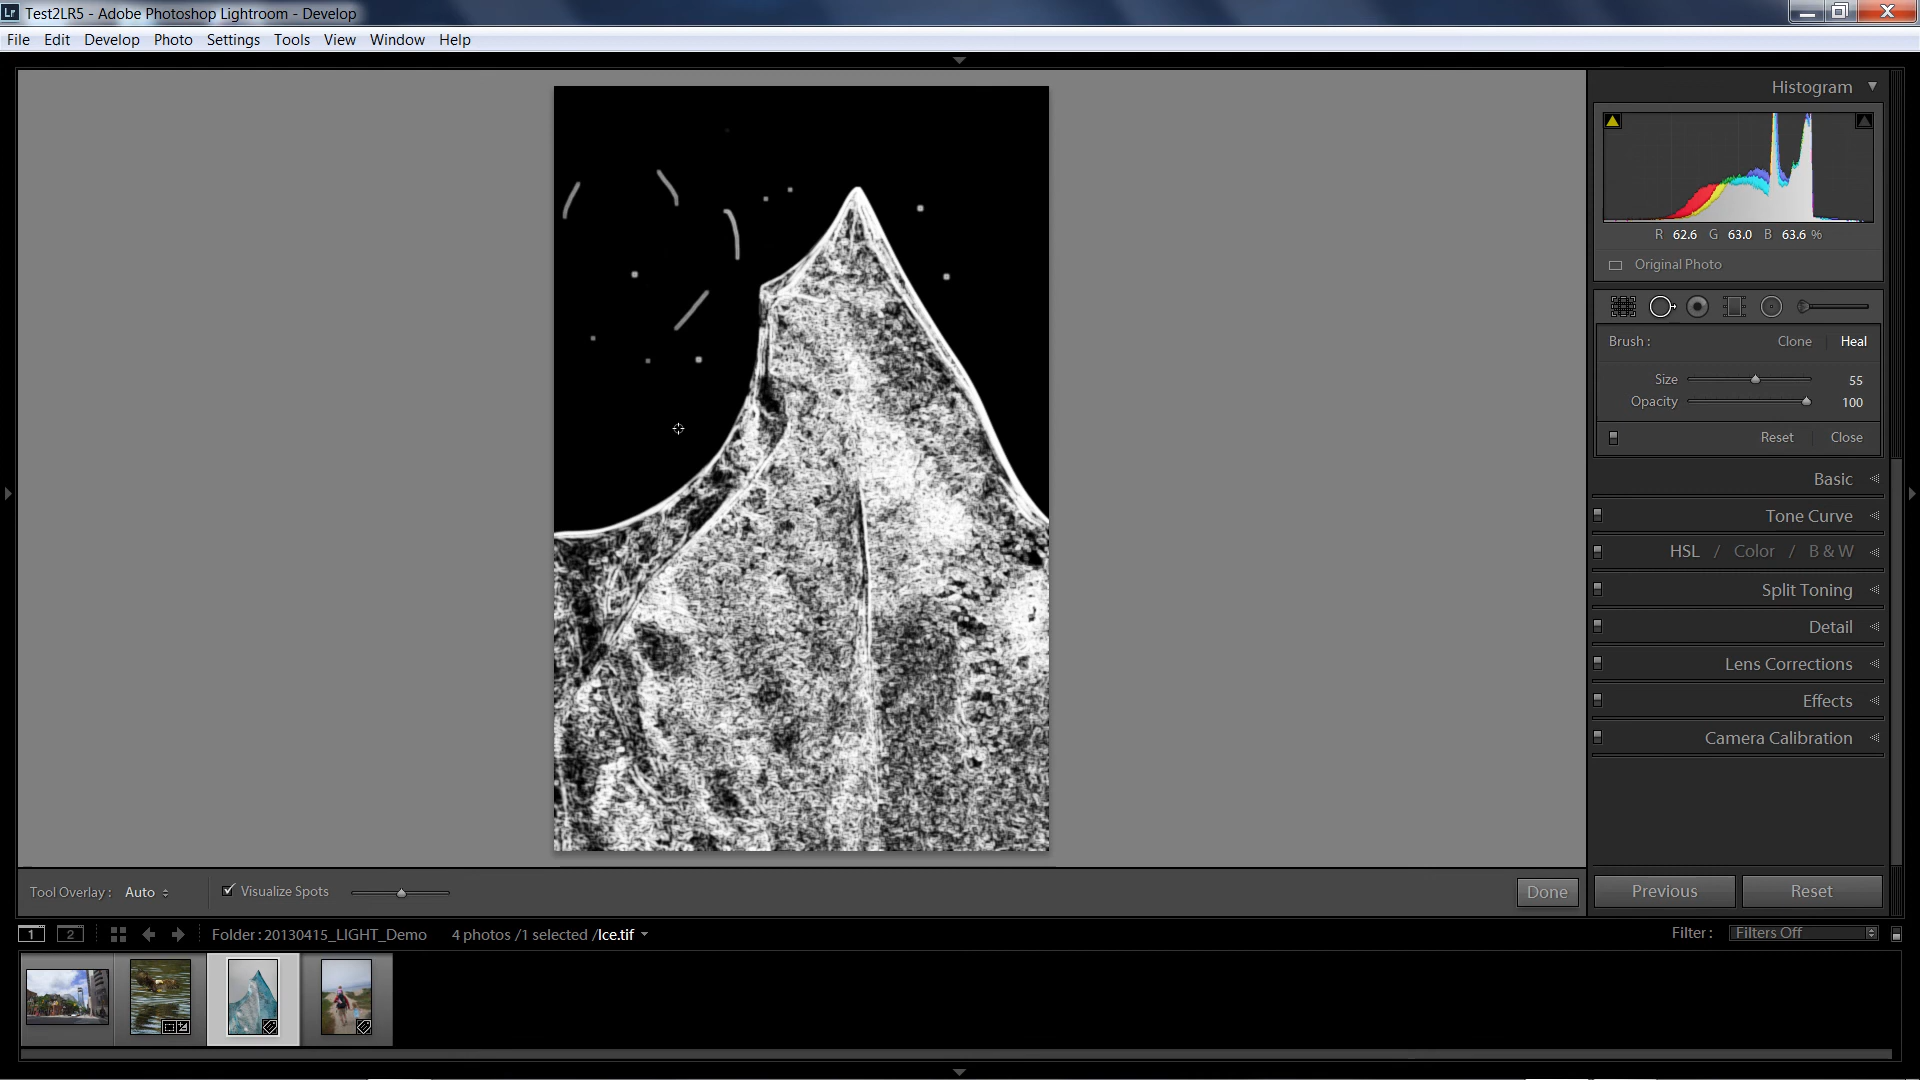 Lr Test2LR5 - Adobe Photoshop Lightroom - Develop
File Edit Develop Photo Settings Tools View Window Help
Histogram
R 62.6 G 63.0 B 63.6 %
Original Photo
Brush : Clone Heal
Size 55
Opacity 100
Reset Close
Basic
Tone Curve
HSL / Color / B & W
Split Toning
Detail
Lens Corrections
Effects
Camera Calibration
Tool Overlay : Auto Visualize Spots Done Previous Reset
1 2 Folder : 20130415_LIGHT_Demo 4 photos /1 selected /Ice.tif Filter : Filters Off